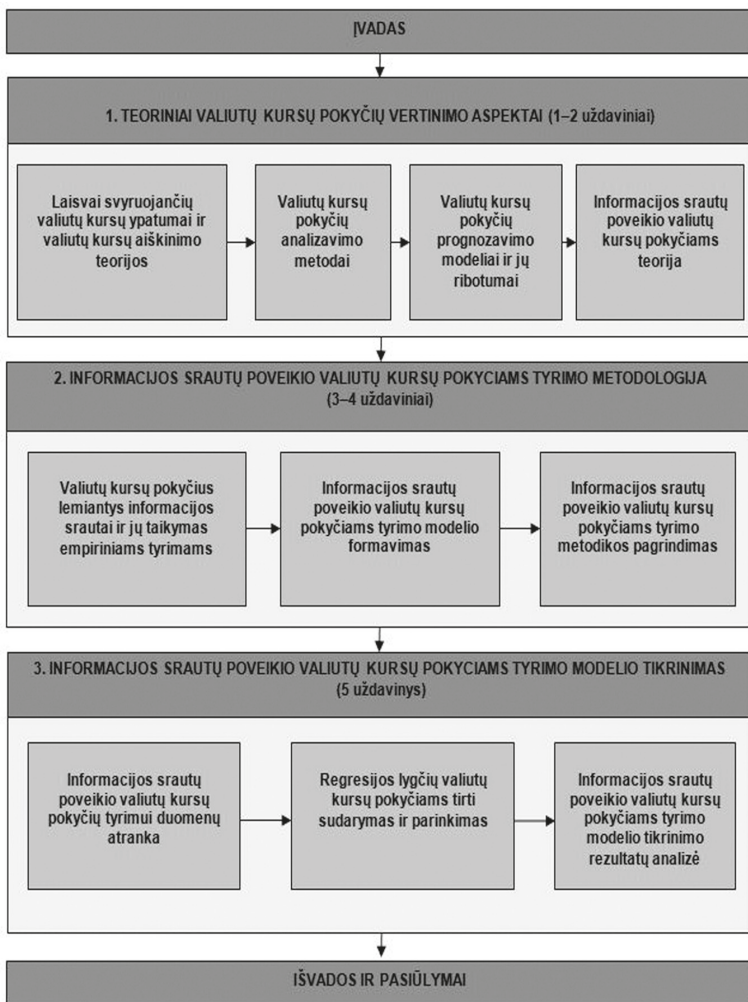 ĮVADAS
1. TEORINIAI VALIUTŲ KURSŲ POKYČIŲ VERTINIMO ASPEKTAI (1–2 uždaviniai)
Laisvai svyruojančių
valiutų kursų ypatumai ir
valiutų kursų aiškinimo
teorijos
Valiutų kursų
pokyčių
analizavimo
metodai
Valiutų kursų
pokyčių
prognozavimo
modeliai ir jų
ribotumai
Informacijos srautų
poveikio valiutų
kursų pokyčiams
teorija
2. INFORMACIJOS SRAUTŲ POVEIKIO VALIUTŲ KURSŲ POKYCIAMS TYRIMO METODOLOGIJA
(3–4 uždaviniai)
Valiutų kursų pokyčius
lemiantys informacijos
srautai ir jų taikymas
empiriniams tyrimams
Informacijos srautų
poveikio valiutų kursų
pokyčiams tyrimo modelio
formavimas
Informacijos srautų
poveikio valiutų kursų
pokyčiams tyrimo
metodikos pagrindimas
3. INFORMACIJOS SRAUTŲ POVEIKIO VALIUTŲ KURSŲ POKYCIAMS TYRIMO MODELIO TIKRINIMAS
(5 uždavinys)
Informacijos srautų
poveikio valiutų kursų
pokyčių tyrimui duomenų
atranka
Regresijos lygčių valiutų
kursų pokyčiams tirti
sudarymas ir parinkimas
Informacijos srautų
poveikio valiutų kursų
pokyčiams tyrimo
modelio tikrinimo
rezultatų analizė
IŠVADOS IR PASIŪLYMAI